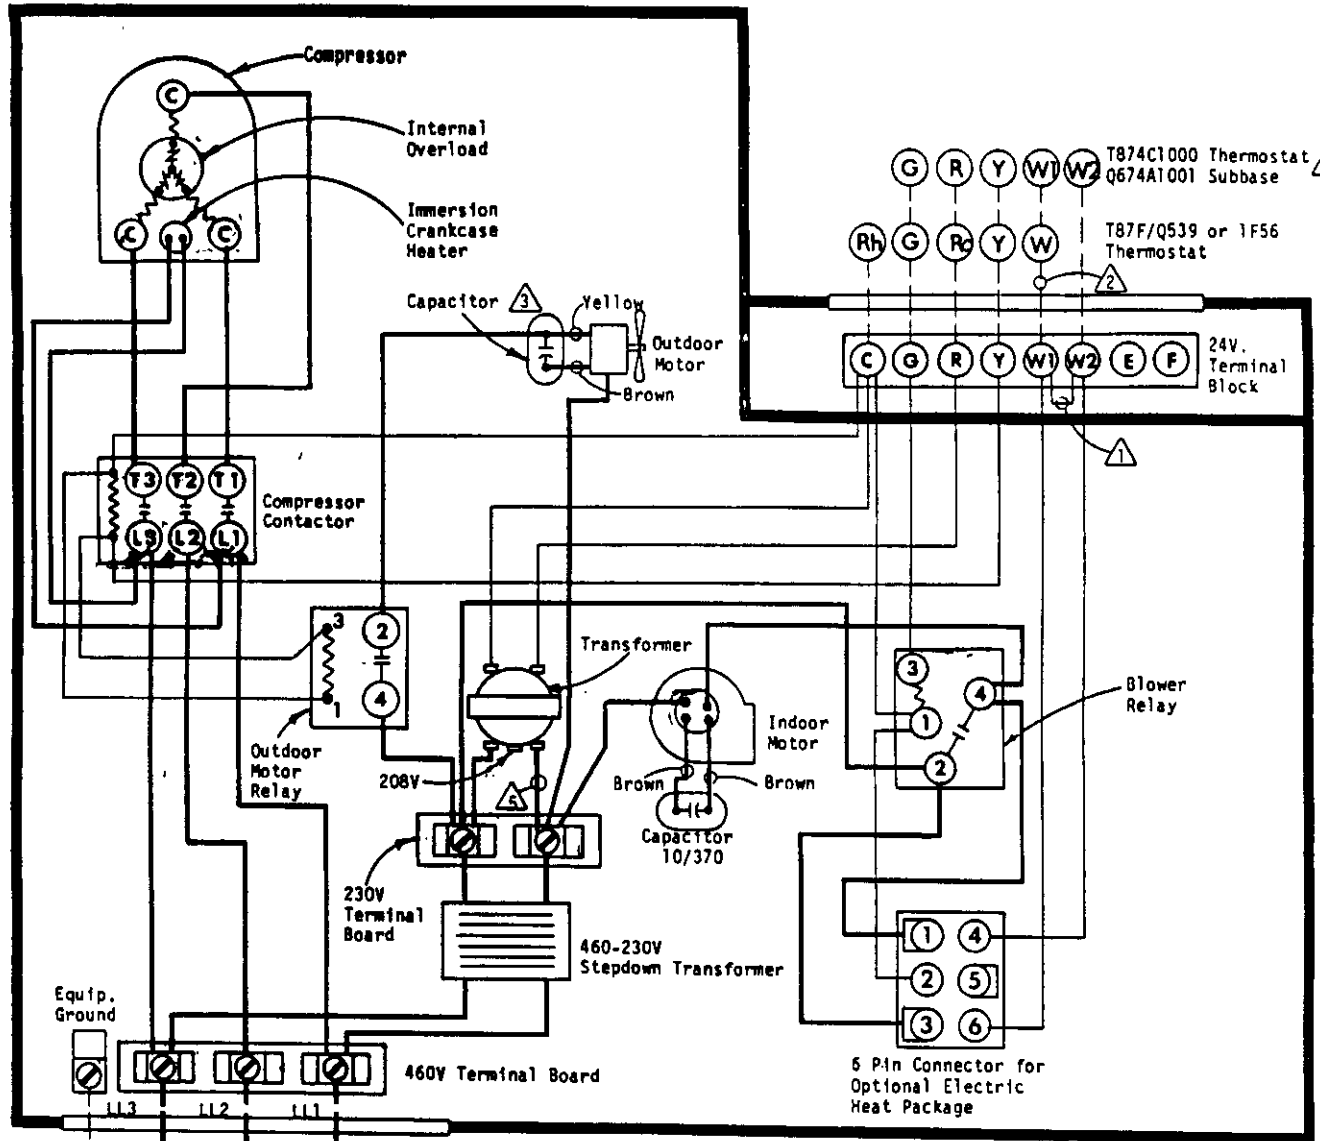 Compressor
C
Internal
Overload
C
C
Immersion
Crankcase
Heater
G R Y W1 W2
T874C1000 Thermostat
Q674A1001 Subbase
Rh G Rc Y W
T87F/Q539 or 1F56
Thermostat
2
Capacitor
3
Yellow
Outdoor
Motor
Brown
C G R Y W1 W2 E F
24V.
Terminal
Block
1
T3 T2 T1
L3 L2 L1
Compressor
Contactor
3
2
4
1
Outdoor
Motor
Relay
Transformer
208V
5
Indoor
Motor
Brown
Brown
Capacitor
10/370
3
4
1
2
Blower
Relay
230V
Terminal
Board
460-230V
Stepdown Transformer
1 4
2 5
3 6
6 Pin Connector for
Optional Electric
Heat Package
Equip.
Ground
460V Terminal Board
LL3 LL2 LL1